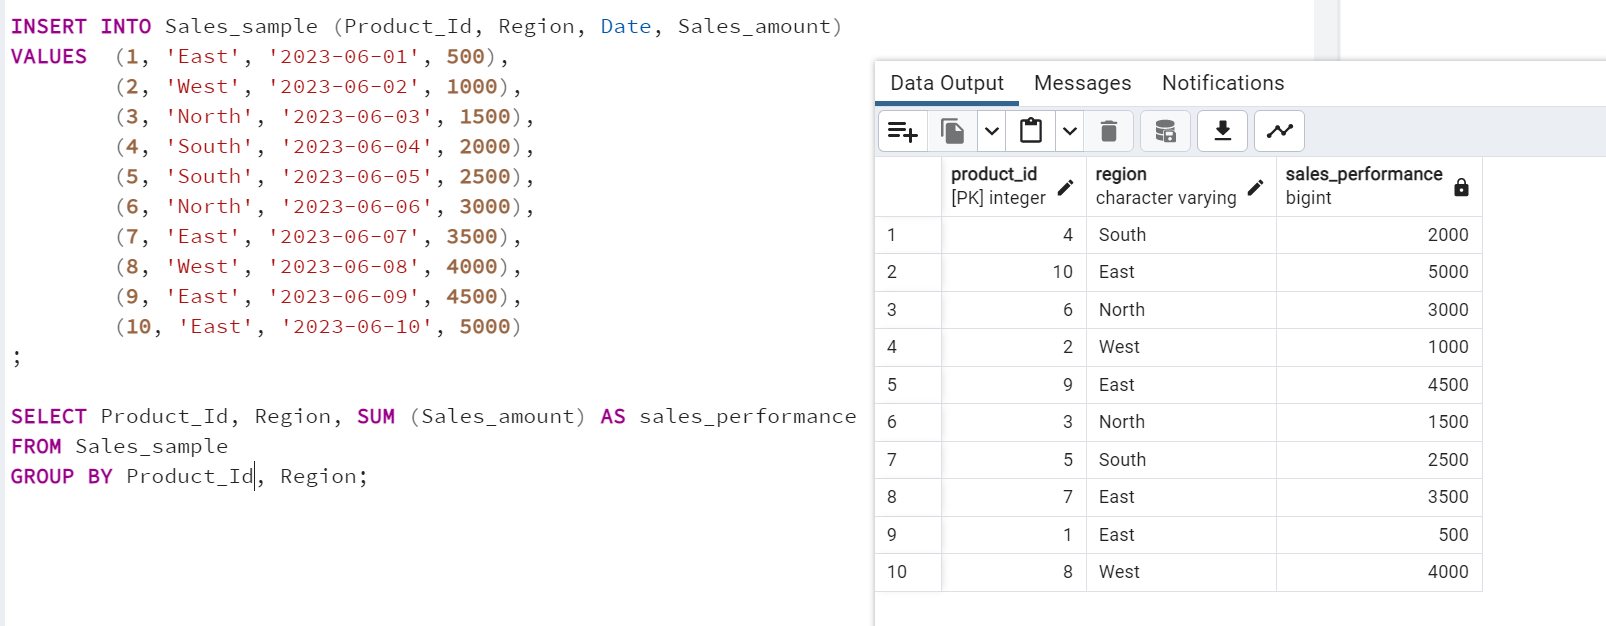 INSERT INTO Sales_sample (Product_Id, Region, Date, Sales_amount)
VALUES  (1, 'East', '2023-06-01', 500),
(2, 'West', '2023-06-02', 1000),
(3, 'North', '2023-06-03', 1500),
(4, 'South', '2023-06-04', 2000),
(5, 'South', '2023-06-05', 2500),
(6, 'North', '2023-06-06', 3000),
(7, 'East', '2023-06-07', 3500),
(8, 'West', '2023-06-08', 4000),
(9, 'East', '2023-06-09', 4500),
(10, 'East', '2023-06-10', 5000)
;
SELECT Product_Id, Region, SUM (Sales_amount) AS sales_performance
FROM Sales_sample
GROUP BY Product_Id, Region;
Data Output Messages Notifications
product_id region sales_performance
[PK] integer character varying bigint
1 4 South 2000
2 10 East 5000
3 6 North 3000
4 2 West 1000
5 9 East 4500
6 3 North 1500
7 5 South 2500
8 7 East 3500
9 1 East 500
10 8 West 4000